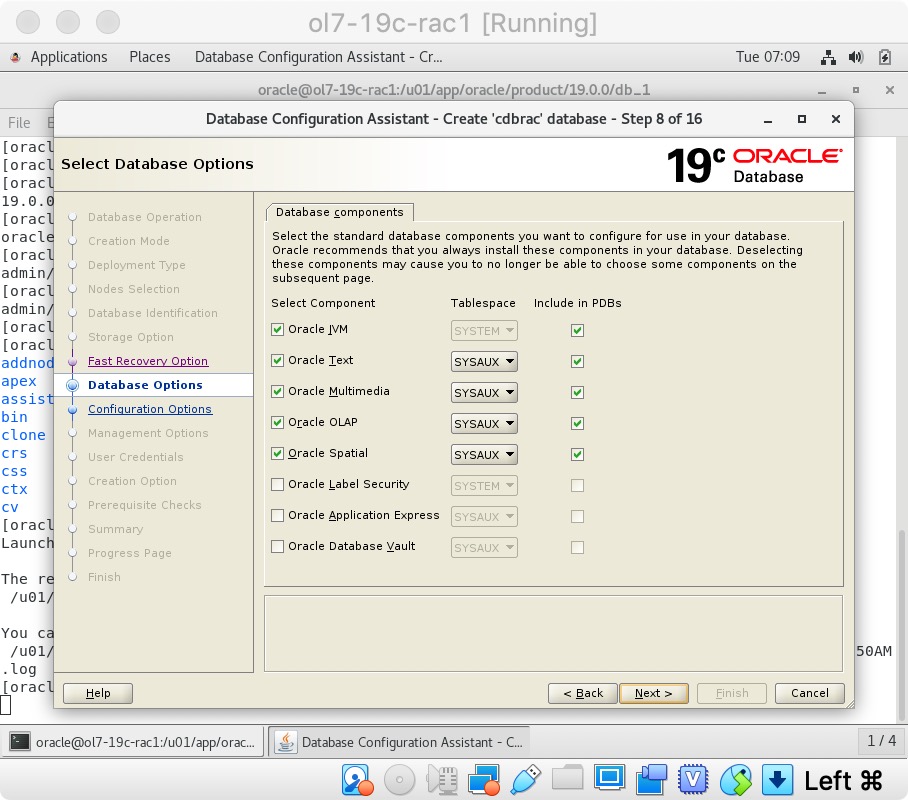 ol7-19c-rac1 [Running]
Applications Places Database Configuration Assistant - Cr... Tue 07:09
oracle@ol7-19c-rac1:/u01/app/oracle/product/19.0.0/db_1
File E
Database Configuration Assistant - Create 'cdbrac' database - Step 8 of 16
Select Database Options
19c ORACLE
Database
[oracl
[oracl
[oracl
19.0.0
[oracl
oracle
[oracl
admin/
[oracl
admin/
[oracl
[oracl
addnod
apex
assist
bin
clone
crs
css
ctx
cv
[oracl
Launch
The re
/u01/
You ca
/u01/
50AM
.log
[oracl
Database Operation
Creation Mode
Deployment Type
Nodes Selection
Database Identification
Storage Option
Fast Recovery Option
Database Options
Configuration Options
Management Options
User Credentials
Creation Option
Prerequisite Checks
Summary
Progress Page
Finish
Database components
Select the standard database components you want to configure for use in your database.
Oracle recommends that you always install these components in your database. Deselecting
these components may cause you to no longer be able to choose some components on the
subsequent page.
Select Component Tablespace Include in PDBs
Oracle JVM SYSTEM
Oracle Text SYSAUX
Oracle Multimedia SYSAUX
Oracle OLAP SYSAUX
Oracle Spatial SYSAUX
Oracle Label Security SYSTEM
Oracle Application Express SYSAUX
Oracle Database Vault SYSAUX
Help < Back Next > Finish Cancel
oracle@ol7-19c-rac1:/u01/app/orac... Database Configuration Assistant - C... 1 / 4
Left ⌘